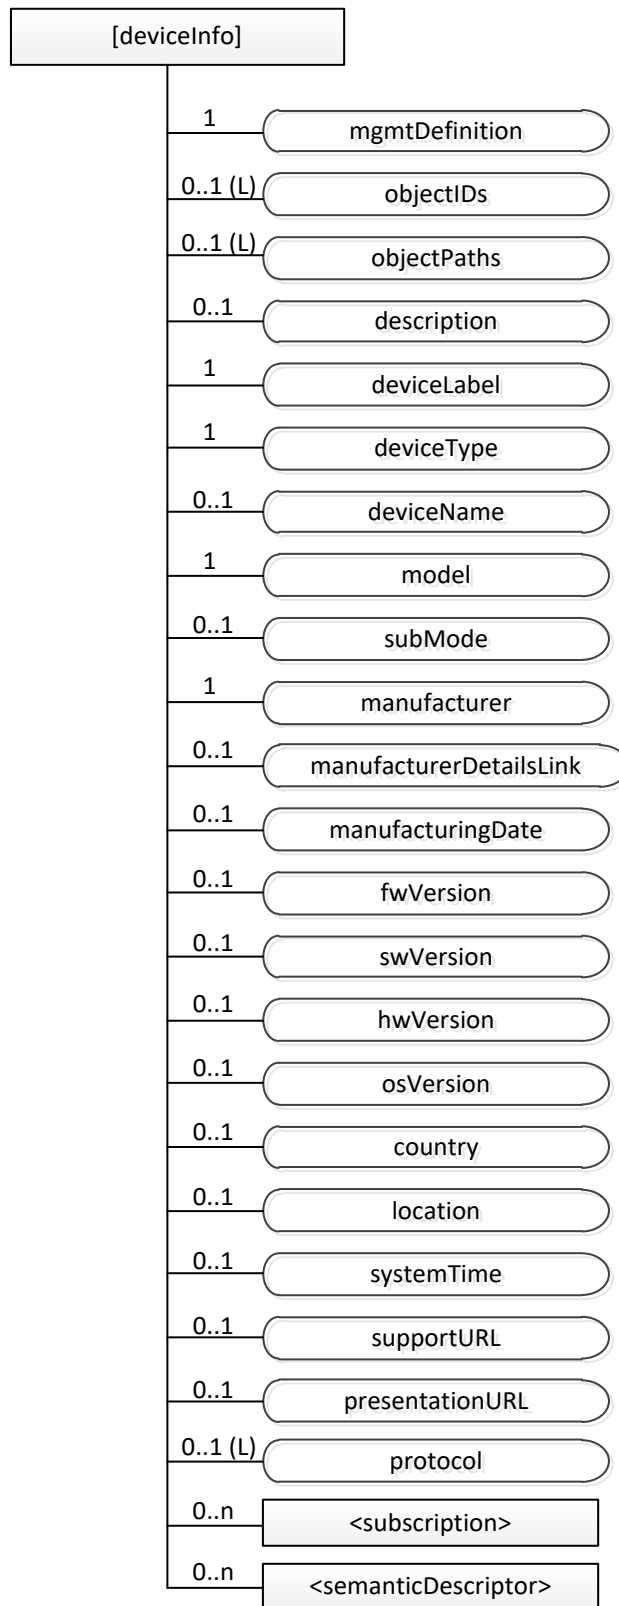 [deviceInfo]
1 mgmtDefinition
0..1 (L) objectIDs
0..1 (L) objectPaths
0..1 description
1 deviceLabel
1 deviceType
0..1 deviceName
1 model
0..1 subMode
1 manufacturer
0..1 manufacturerDetailsLink
0..1 manufacturingDate
0..1 fwVersion
0..1 swVersion
0..1 hwVersion
0..1 osVersion
0..1 country
0..1 location
0..1 systemTime
0..1 supportURL
0..1 presentationURL
0..1 (L) protocol
0..n <subscription>
0..n <semanticDescriptor>